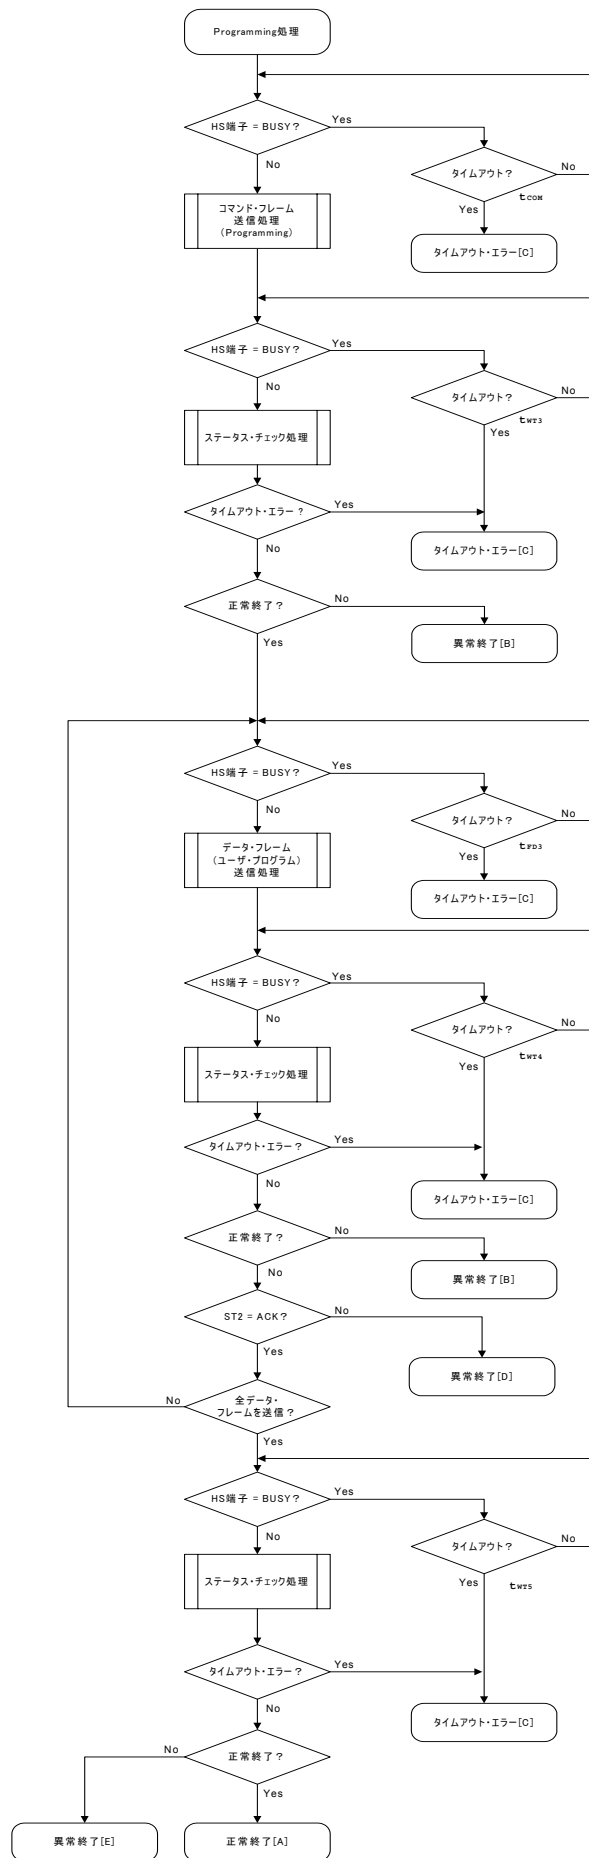 Programming処理
HS端子 = BUSY?
Yes
No
タイムアウト?
No
tCOM
Yes
コマンド・フレーム
送信処理
(Programming)
タイムアウト・エラー[C]
HS端子 = BUSY?
Yes
No
タイムアウト?
No
tWT3
Yes
ステータス・チェック処理
タイムアウト・エラー?
Yes
No
タイムアウト・エラー[C]
正常終了?
No
Yes
異常終了[B]
HS端子 = BUSY?
Yes
No
タイムアウト?
No
tFD3
Yes
データ・フレーム
(ユーザ・プログラム)
送信処理
タイムアウト・エラー[C]
HS端子 = BUSY?
Yes
No
タイムアウト?
No
tWT4
Yes
ステータス・チェック処理
タイムアウト・エラー?
Yes
No
タイムアウト・エラー[C]
正常終了?
No
No
異常終了[B]
ST2 = ACK?
No
Yes
異常終了[D]
No
全データ・
フレームを送信?
Yes
HS端子 = BUSY?
Yes
No
タイムアウト?
No
tWT5
Yes
ステータス・チェック処理
タイムアウト・エラー?
Yes
No
タイムアウト・エラー[C]
No
正常終了?
Yes
異常終了[E]
正常終了[A]